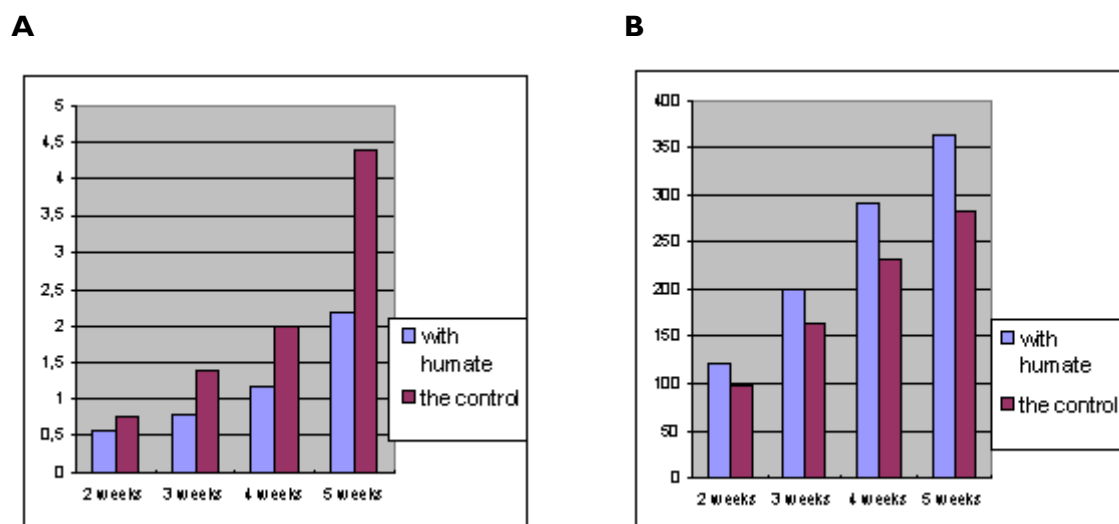 A
B
5
4,5
4
3,5
3
2,5
2
1,5
1
0,5
0
2 weeks
3 weeks
4 weeks
5 weeks
with
humate
the control
400
350
300
250
200
150
100
50
0
2 weeks
3 weeks
4 weeks
5 weeks
with
humate
the control